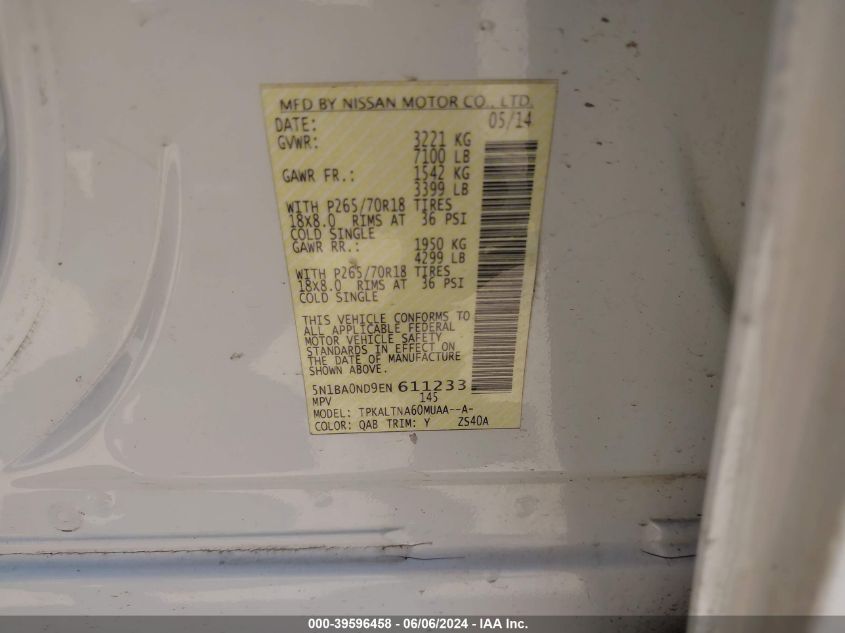 MFD BY NISSAN MOTOR CO., LTD.
DATE: 05/14
GVWR: 3221 KG
7100 LB
GAWR FR.: 1542 KG
3399 LB
WITH P265/70R18 TIRES
18X8.0 RIMS AT 36 PSI
COLD SINGLE
GAWR RR.: 1950 KG
4299 LB
WITH P265/70R18 TIRES
18X8.0 RIMS AT 36 PSI
COLD SINGLE
THIS VEHICLE CONFORMS TO
ALL APPLICABLE FEDERAL
MOTOR VEHICLE SAFETY
STANDARDS IN EFFECT ON
THE DATE OF MANUFACTURE
SHOWN ABOVE.
5N1BA0ND9EN 611233
MPV 145
MODEL: TPKALTNA60MUAA--A-
COLOR: QAB TRIM: Y ZS40A
000-39596458 - 06/06/2024 - IAA Inc.